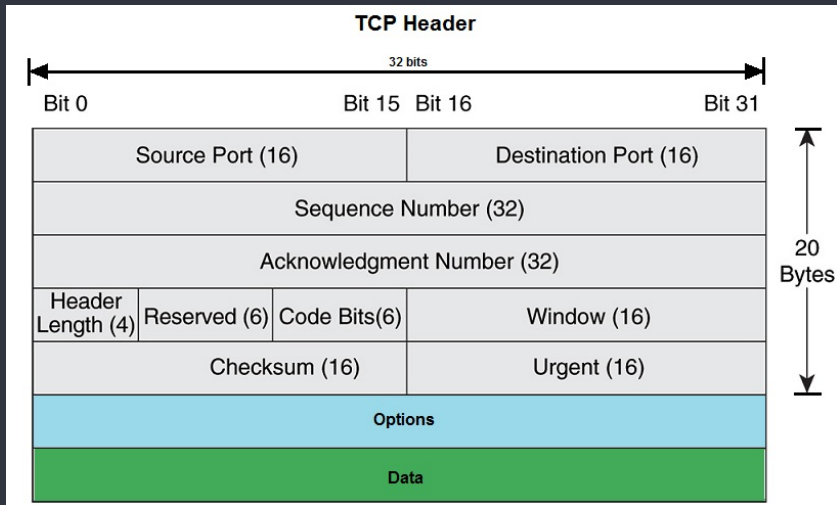 TCP Header
32 bits
Bit 0 Bit 15 Bit 16 Bit 31
Source Port (16) Destination Port (16)
Sequence Number (32)
Acknowledgment Number (32)
20
Bytes
Header
Length (4) Reserved (6) Code Bits(6) Window (16)
Checksum (16) Urgent (16)
Options
Data